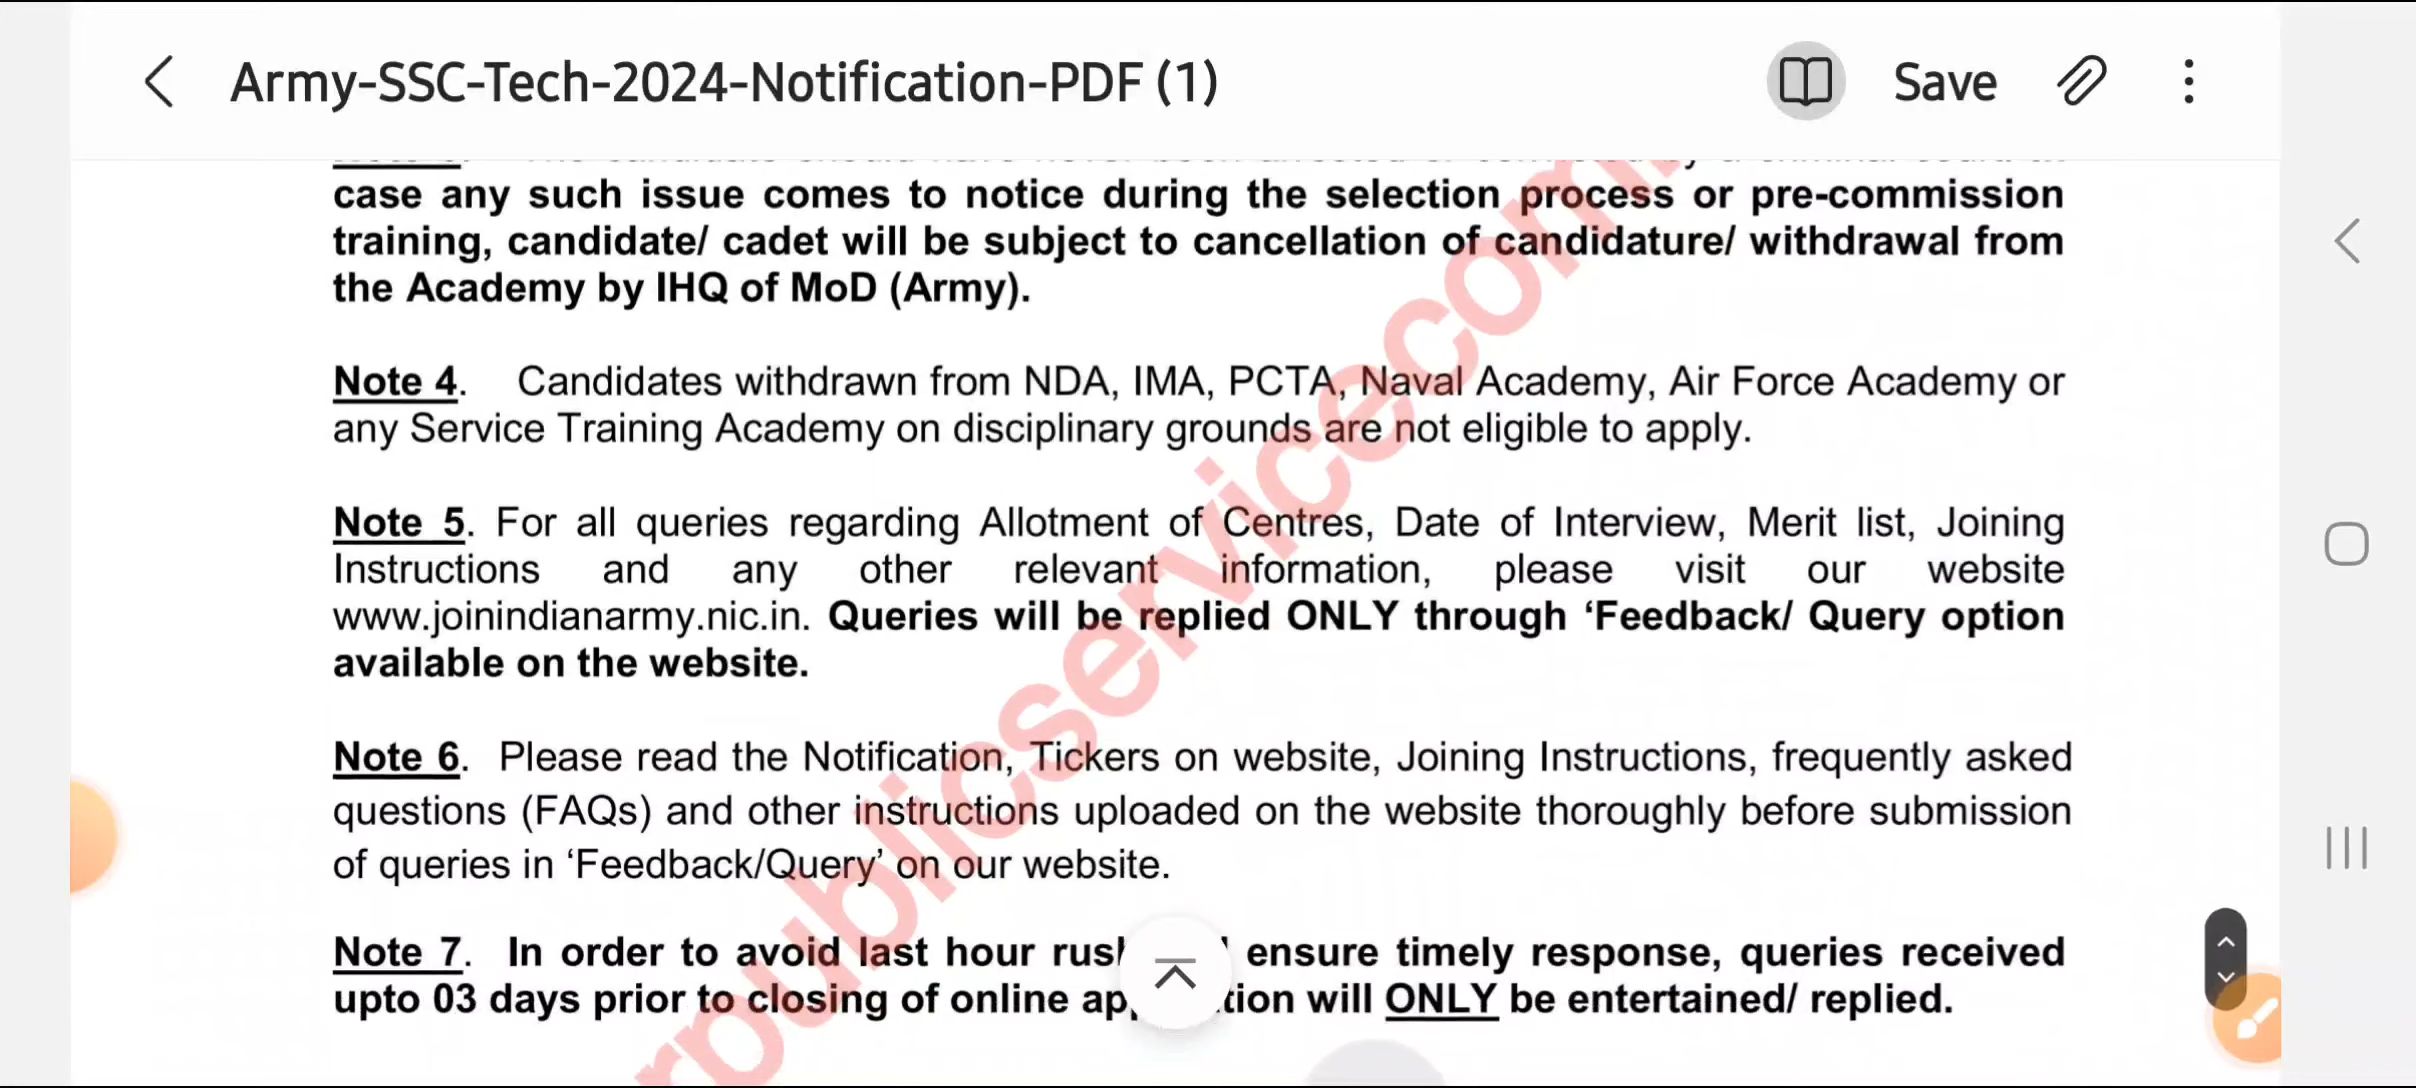 Army-SSC-Tech-2024-Notification-PDF (1)
Save
case any such issue comes to notice during the selection process or pre-commission
training, candidate/ cadet will be subject to cancellation of candidature/ withdrawal from
the Academy by IHQ of MoD (Army).
Note 4. Candidates withdrawn from NDA, IMA, PCTA, Naval Academy, Air Force Academy or
any Service Training Academy on disciplinary grounds are not eligible to apply.
Note 5. For all queries regarding Allotment of Centres, Date of Interview, Merit list, Joining
Instructions and any other relevant information, please visit our website
www.joinindianarmy.nic.in. Queries will be replied ONLY through ‘Feedback/ Query option
available on the website.
Note 6. Please read the Notification, Tickers on website, Joining Instructions, frequently asked
questions (FAQs) and other instructions uploaded on the website thoroughly before submission
of queries in ‘Feedback/Query’ on our website.
Note 7. In order to avoid last hour ensure timely response, queries received
upto 03 days prior to closing of online will ONLY be entertained/ replied.
rpublicservicecom